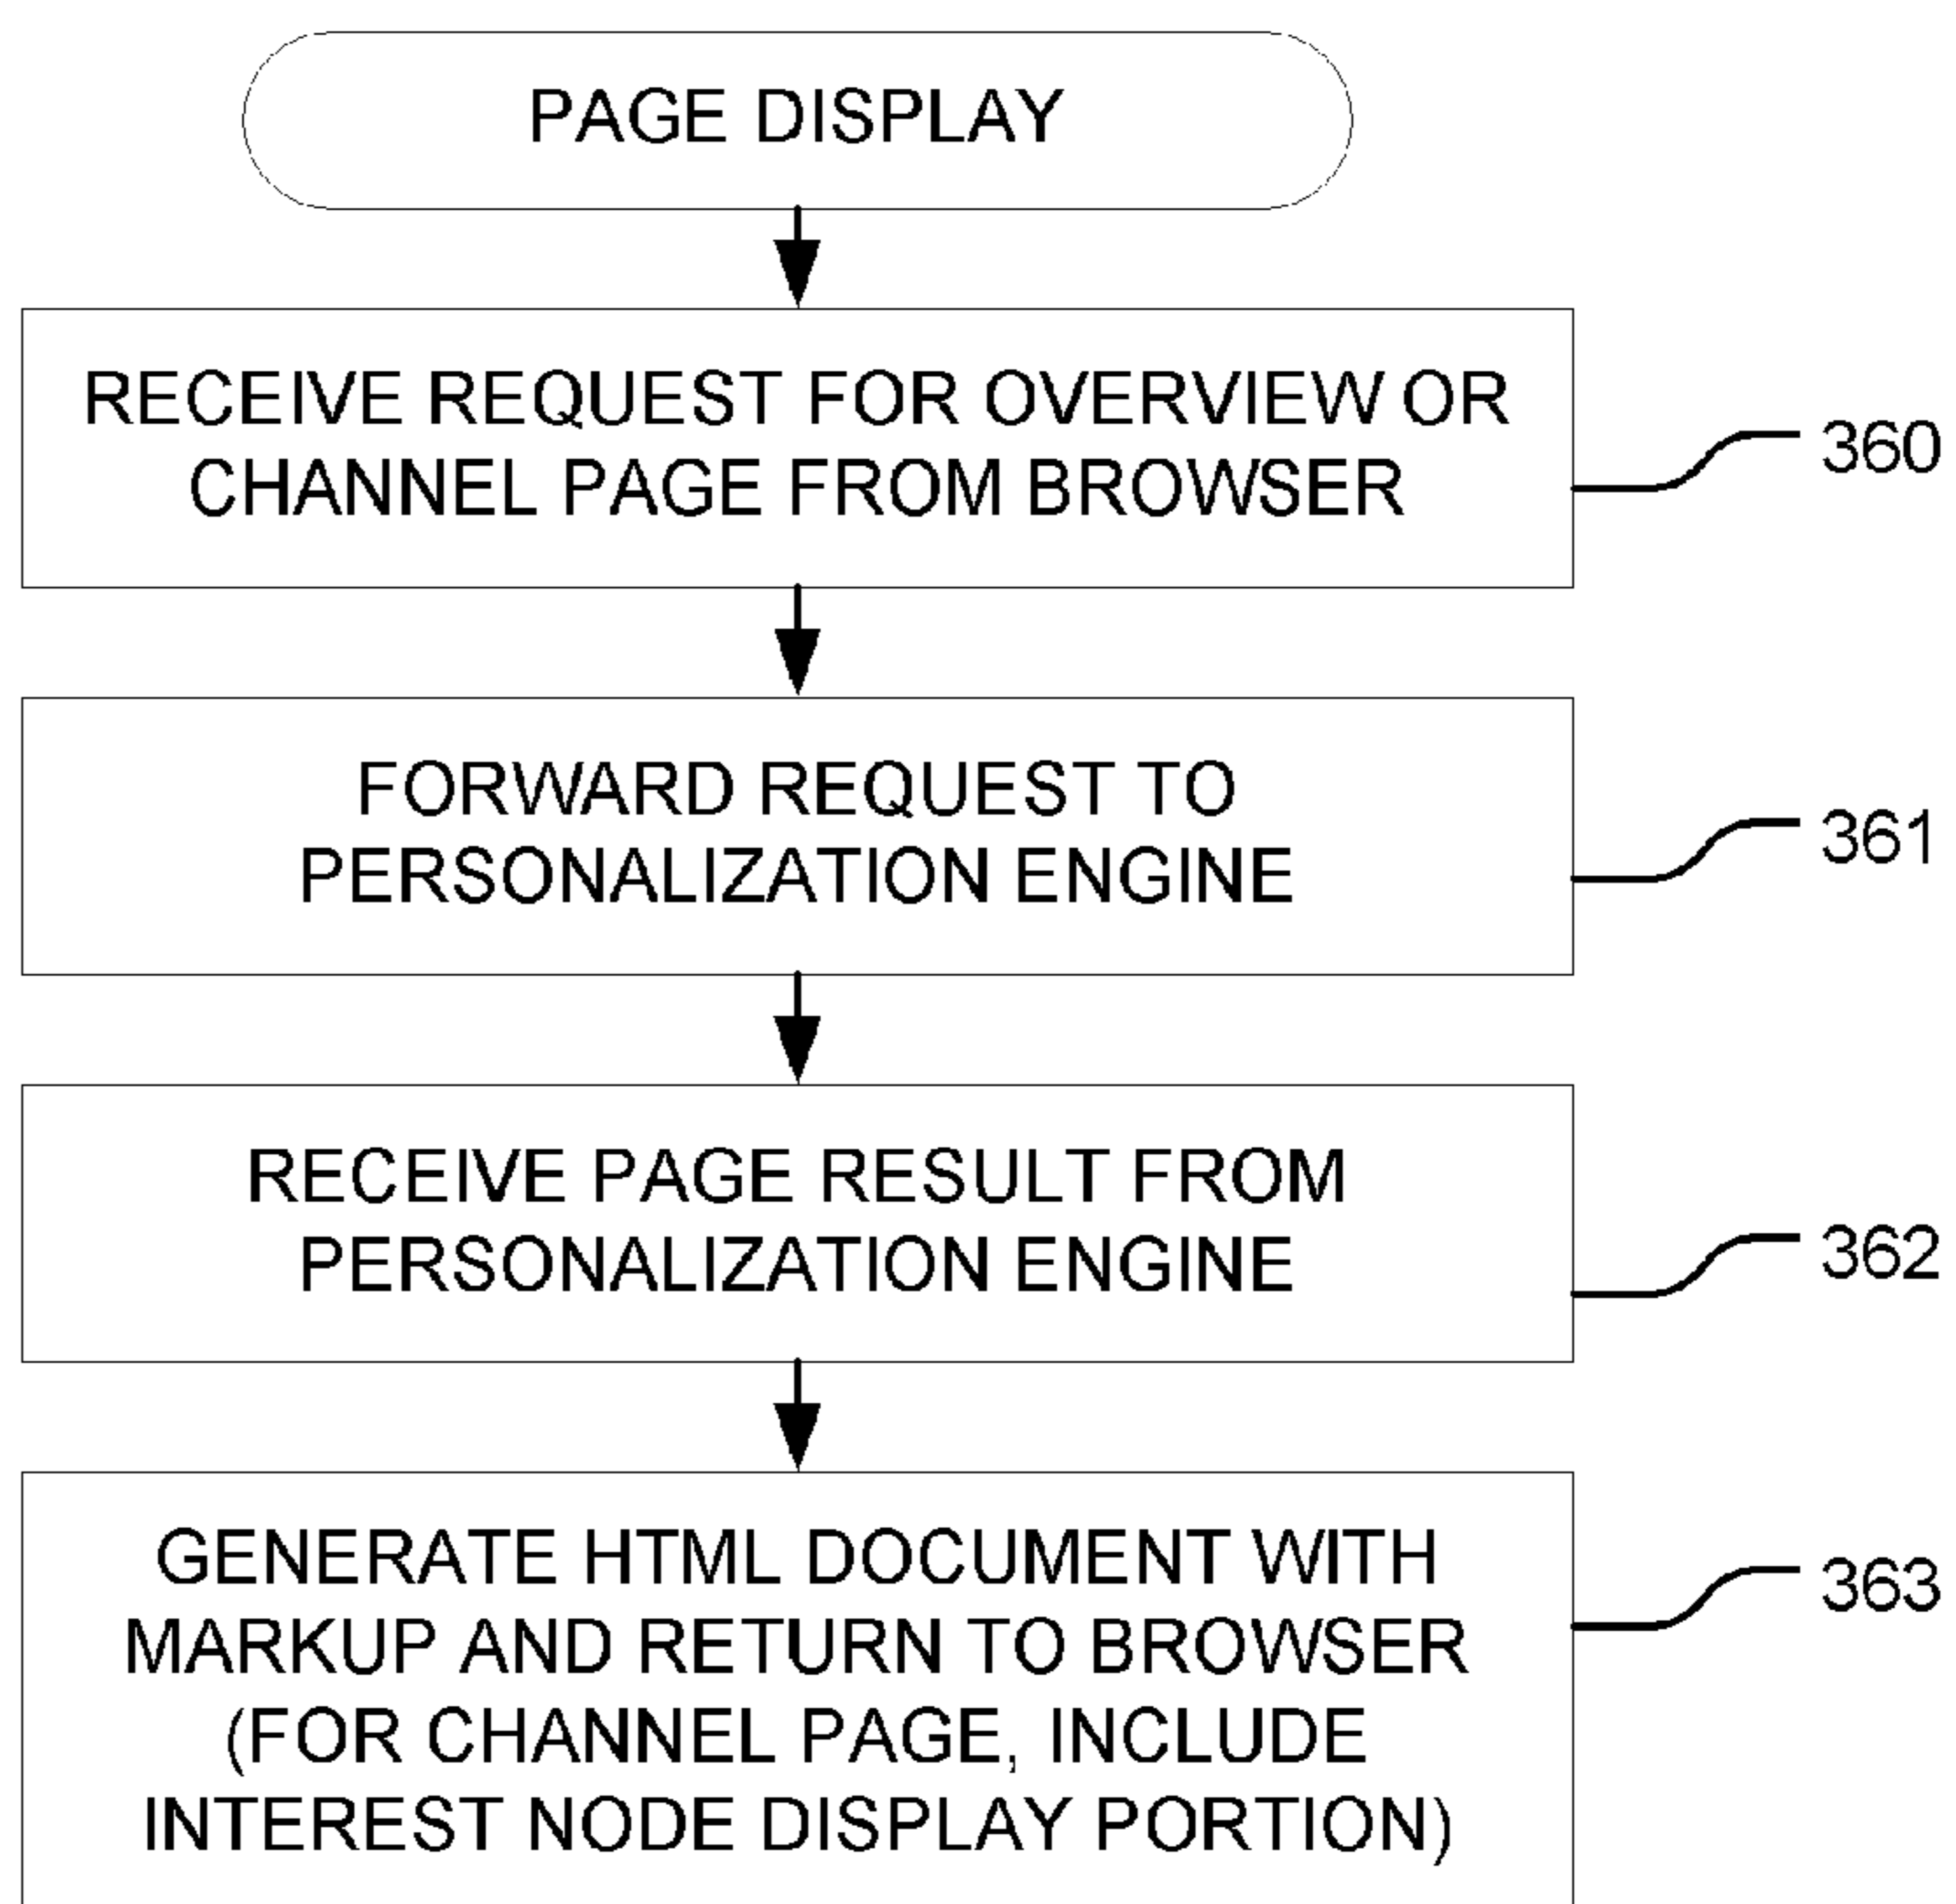 PAGE DISPLAY
RECEIVE REQUEST FOR OVERVIEW OR
CHANNEL PAGE FROM BROWSER
360
FORWARD REQUEST TO
PERSONALIZATION ENGINE
361
RECEIVE PAGE RESULT FROM
PERSONALIZATION ENGINE
362
GENERATE HTML DOCUMENT WITH
MARKUP AND RETURN TO BROWSER
(FOR CHANNEL PAGE, INCLUDE
INTEREST NODE DISPLAY PORTION)
363